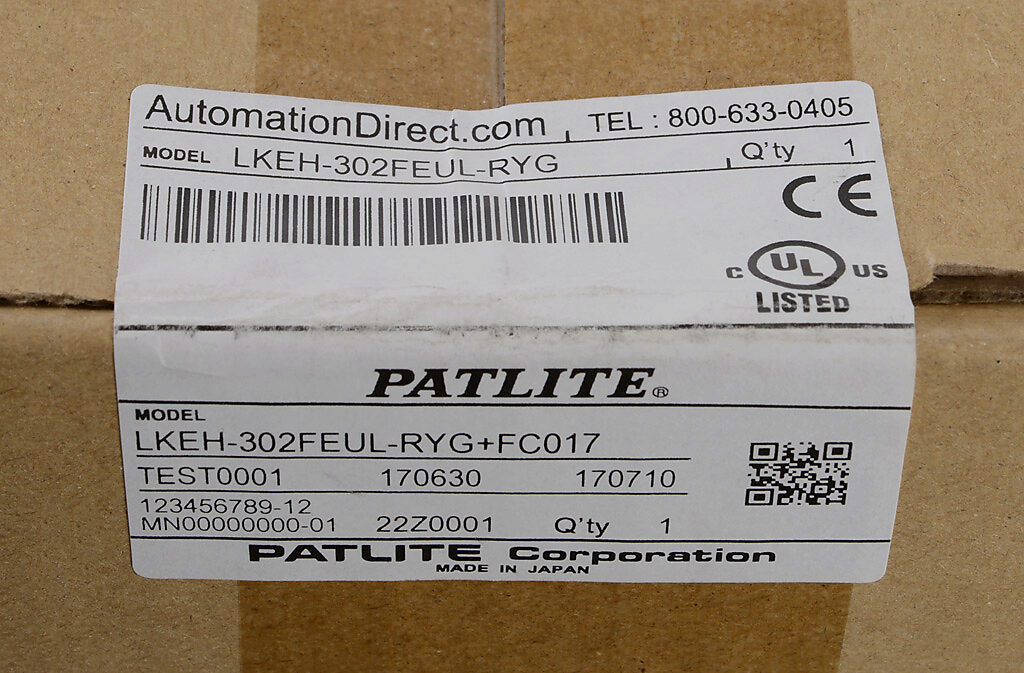 AutomationDirect.com TEL : 800-633-0405
MODEL LKEH-302FEUL-RYG Q'ty 1
CE
C UL US
LISTED
PATLITE®
MODEL
LKEH-302FEUL-RYG+FC017
TEST0001 170630 170710
123456789-12
MN00000000-01 22Z0001 Q'ty 1
PATLITE Corporation
MADE IN JAPAN